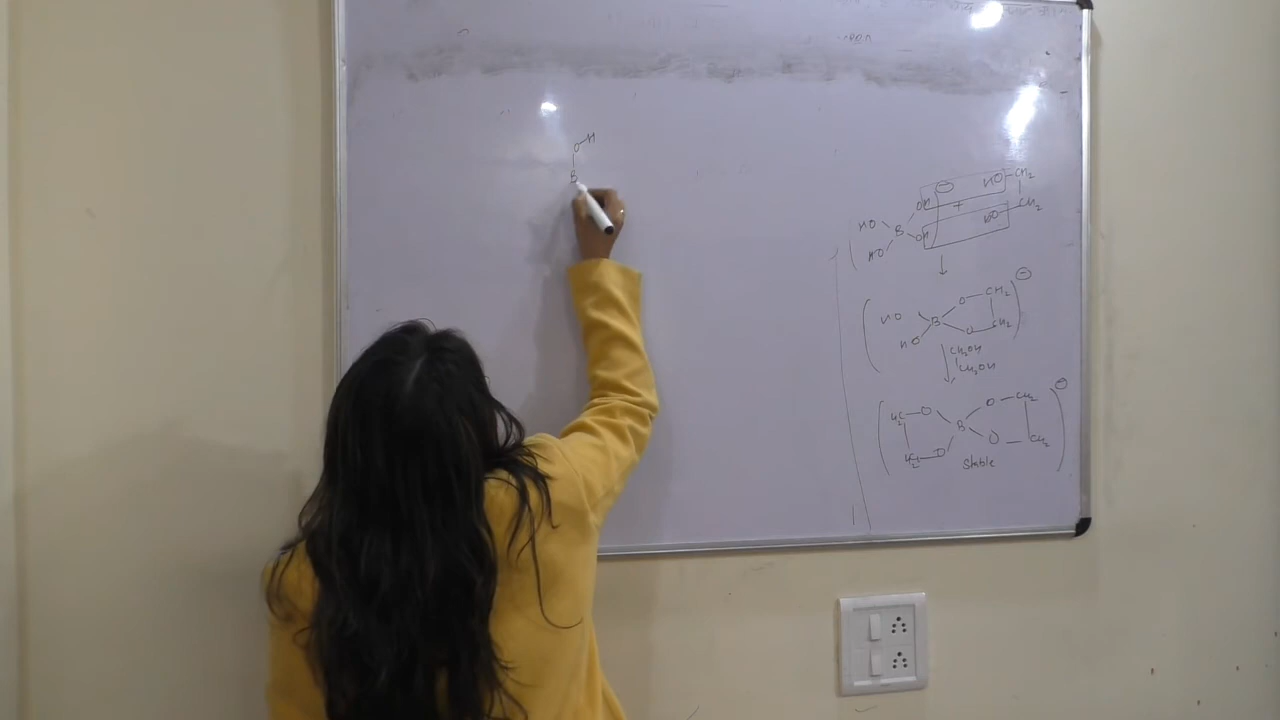 O-H
B
HO-CH2
OH
+
HO-CH2
HO
B
OH
HO
⊖
O-CH2
HO
B
HO
O-CH2
⊖
CH2OH
CH2OH
H2C-O
O-CH2
B
H2C-O
O-CH2
Stable
⊖